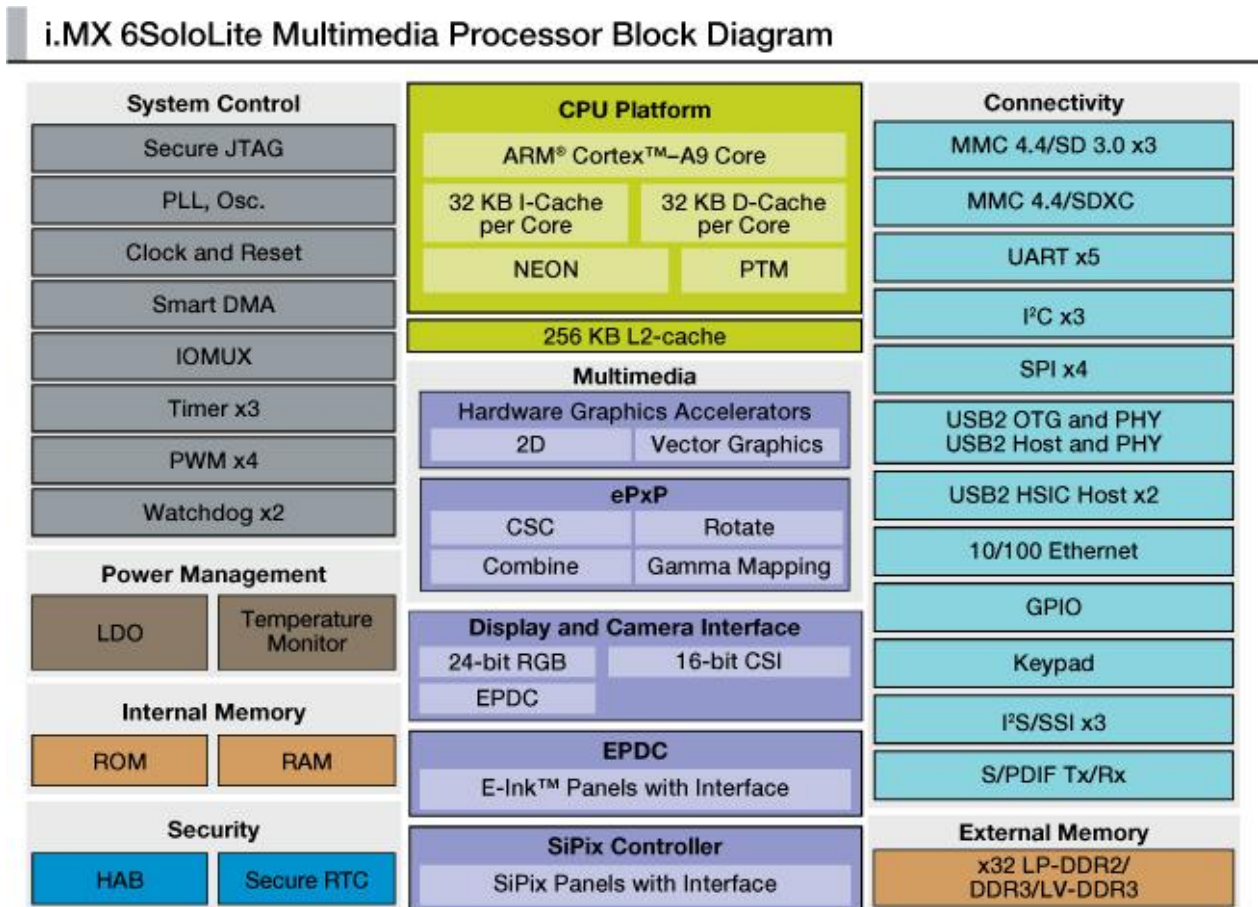 i.MX 6SoloLite Multimedia Processor Block Diagram
System Control
Secure JTAG
PLL, Osc.
Clock and Reset
Smart DMA
IOMUX
Timer x3
PWM x4
Watchdog x2
Power Management
LDO
Temperature
Monitor
Internal Memory
ROM
RAM
Security
HAB
Secure RTC
CPU Platform
ARM® Cortex™–A9 Core
32 KB I-Cache
per Core
32 KB D-Cache
per Core
NEON
PTM
256 KB L2-cache
Multimedia
Hardware Graphics Accelerators
2D
Vector Graphics
ePxP
CSC
Rotate
Combine
Gamma Mapping
Display and Camera Interface
24-bit RGB
16-bit CSI
EPDC
EPDC
E-Ink™ Panels with Interface
SiPix Controller
SiPix Panels with Interface
Connectivity
MMC 4.4/SD 3.0 x3
MMC 4.4/SDXC
UART x5
I²C x3
SPI x4
USB2 OTG and PHY
USB2 Host and PHY
USB2 HSIC Host x2
10/100 Ethernet
GPIO
Keypad
I²S/SSI x3
S/PDIF Tx/Rx
External Memory
x32 LP-DDR2/
DDR3/LV-DDR3